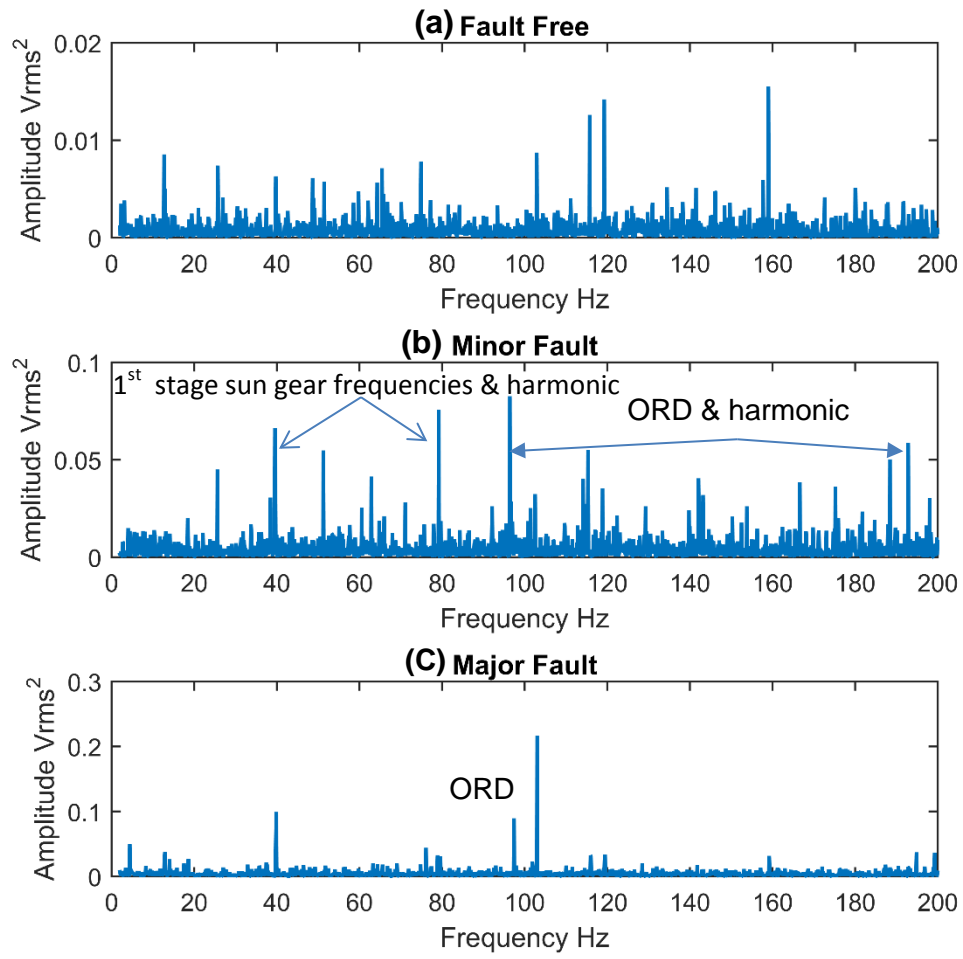 (a) Fault Free
Amplitude Vrms²
0.02
0.01
0
0 20 40 60 80 100 120 140 160 180 200
Frequency Hz
(b) Minor Fault
Amplitude Vrms²
0.1
1st stage sun gear frequencies & harmonic
ORD & harmonic
0.05
0
0 20 40 60 80 100 120 140 160 180 200
Frequency Hz
(C) Major Fault
Amplitude Vrms²
0.3
0.2
ORD
0.1
0
0 20 40 60 80 100 120 140 160 180 200
Frequency Hz